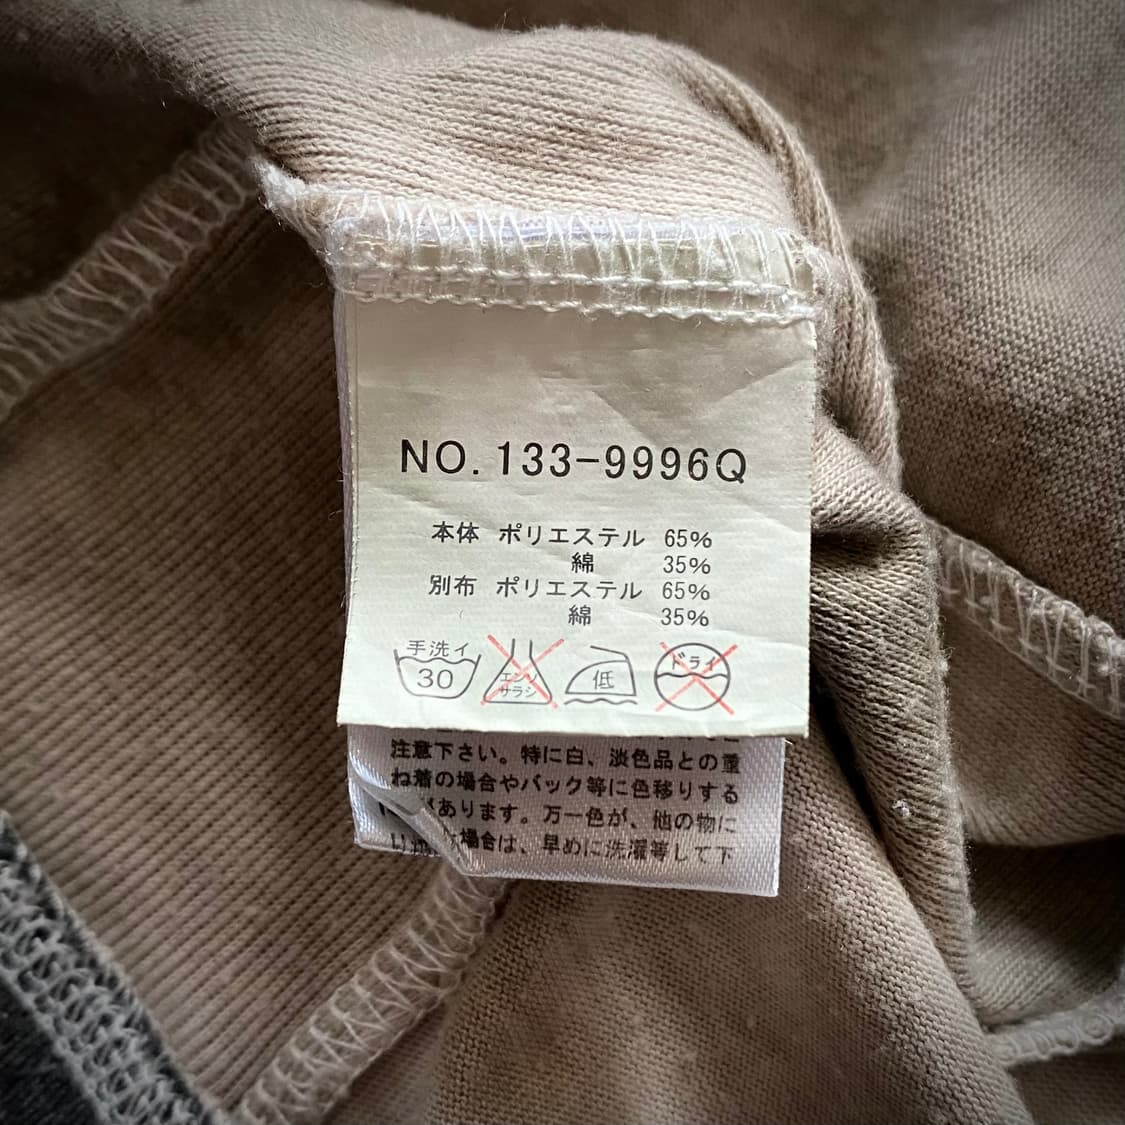 NO.133-9996Q
本体 ポリエステル 65%
綿 35%
別布 ポリエステル 65%
綿 35%
手洗イ
30
エンソ
サラシ
低
ドライ
注意下さい。特に白、淡色品との重
ね着の場合やバック等に色移りする
があります。万一色が、他の物に
場合は、早めに洗濯等して下